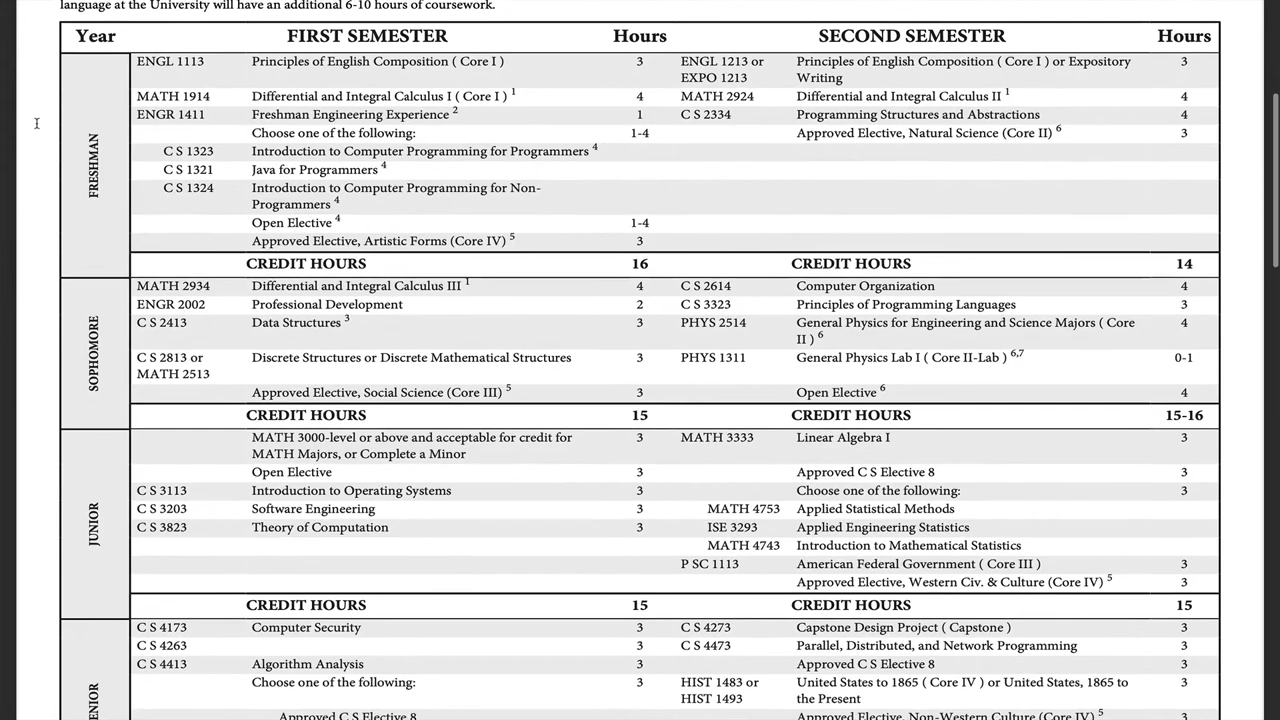 language at the University will have an additional 6-10 hours of coursework.
Year FIRST SEMESTER Hours SECOND SEMESTER Hours
FRESHMAN
ENGL 1113 Principles of English Composition ( Core I ) 3 ENGL 1213 or EXPO 1213 Principles of English Composition ( Core I ) or Expository Writing 3
MATH 1914 Differential and Integral Calculus I ( Core I ) 1 4 MATH 2924 Differential and Integral Calculus II 1 4
ENGR 1411 Freshman Engineering Experience 2 1 C S 2334 Programming Structures and Abstractions 4
Choose one of the following: 1-4 Approved Elective, Natural Science (Core II) 6 3
C S 1323 Introduction to Computer Programming for Programmers 4
C S 1321 Java for Programmers 4
C S 1324 Introduction to Computer Programming for Non-
Programmers 4
Open Elective 4 1-4
Approved Elective, Artistic Forms (Core IV) 5 3
CREDIT HOURS 16 CREDIT HOURS 14
SOPHOMORE
MATH 2934 Differential and Integral Calculus III 1 4 C S 2614 Computer Organization 4
ENGR 2002 Professional Development 2 C S 3323 Principles of Programming Languages 3
C S 2413 Data Structures 3 3 PHYS 2514 General Physics for Engineering and Science Majors ( Core II ) 6 4
C S 2813 or MATH 2513 Discrete Structures or Discrete Mathematical Structures 3 PHYS 1311 General Physics Lab I ( Core II-Lab ) 6,7 0-1
Approved Elective, Social Science (Core III) 5 3 Open Elective 6 4
CREDIT HOURS 15 CREDIT HOURS 15-16
JUNIOR
MATH 3000-level or above and acceptable for credit for MATH Majors, or Complete a Minor 3 MATH 3333 Linear Algebra I 3
Open Elective 3 Approved C S Elective 8 3
C S 3113 Introduction to Operating Systems 3 Choose one of the following: 3
C S 3203 Software Engineering 3 MATH 4753 Applied Statistical Methods
C S 3823 Theory of Computation 3 ISE 3293 Applied Engineering Statistics
MATH 4743 Introduction to Mathematical Statistics
P SC 1113 American Federal Government ( Core III ) 3
Approved Elective, Western Civ. & Culture (Core IV) 5 3
CREDIT HOURS 15 CREDIT HOURS 15
ENIOR
C S 4173 Computer Security 3 C S 4273 Capstone Design Project ( Capstone ) 3
C S 4263 3 C S 4473 Parallel, Distributed, and Network Programming 3
C S 4413 Algorithm Analysis 3 Approved C S Elective 8 3
Choose one of the following: 3 HIST 1483 or HIST 1493 United States to 1865 ( Core IV ) or United States, 1865 to the Present 3
Approved C S Elective 8 Approved Elective, Non-Western Culture (Core IV) 5 3